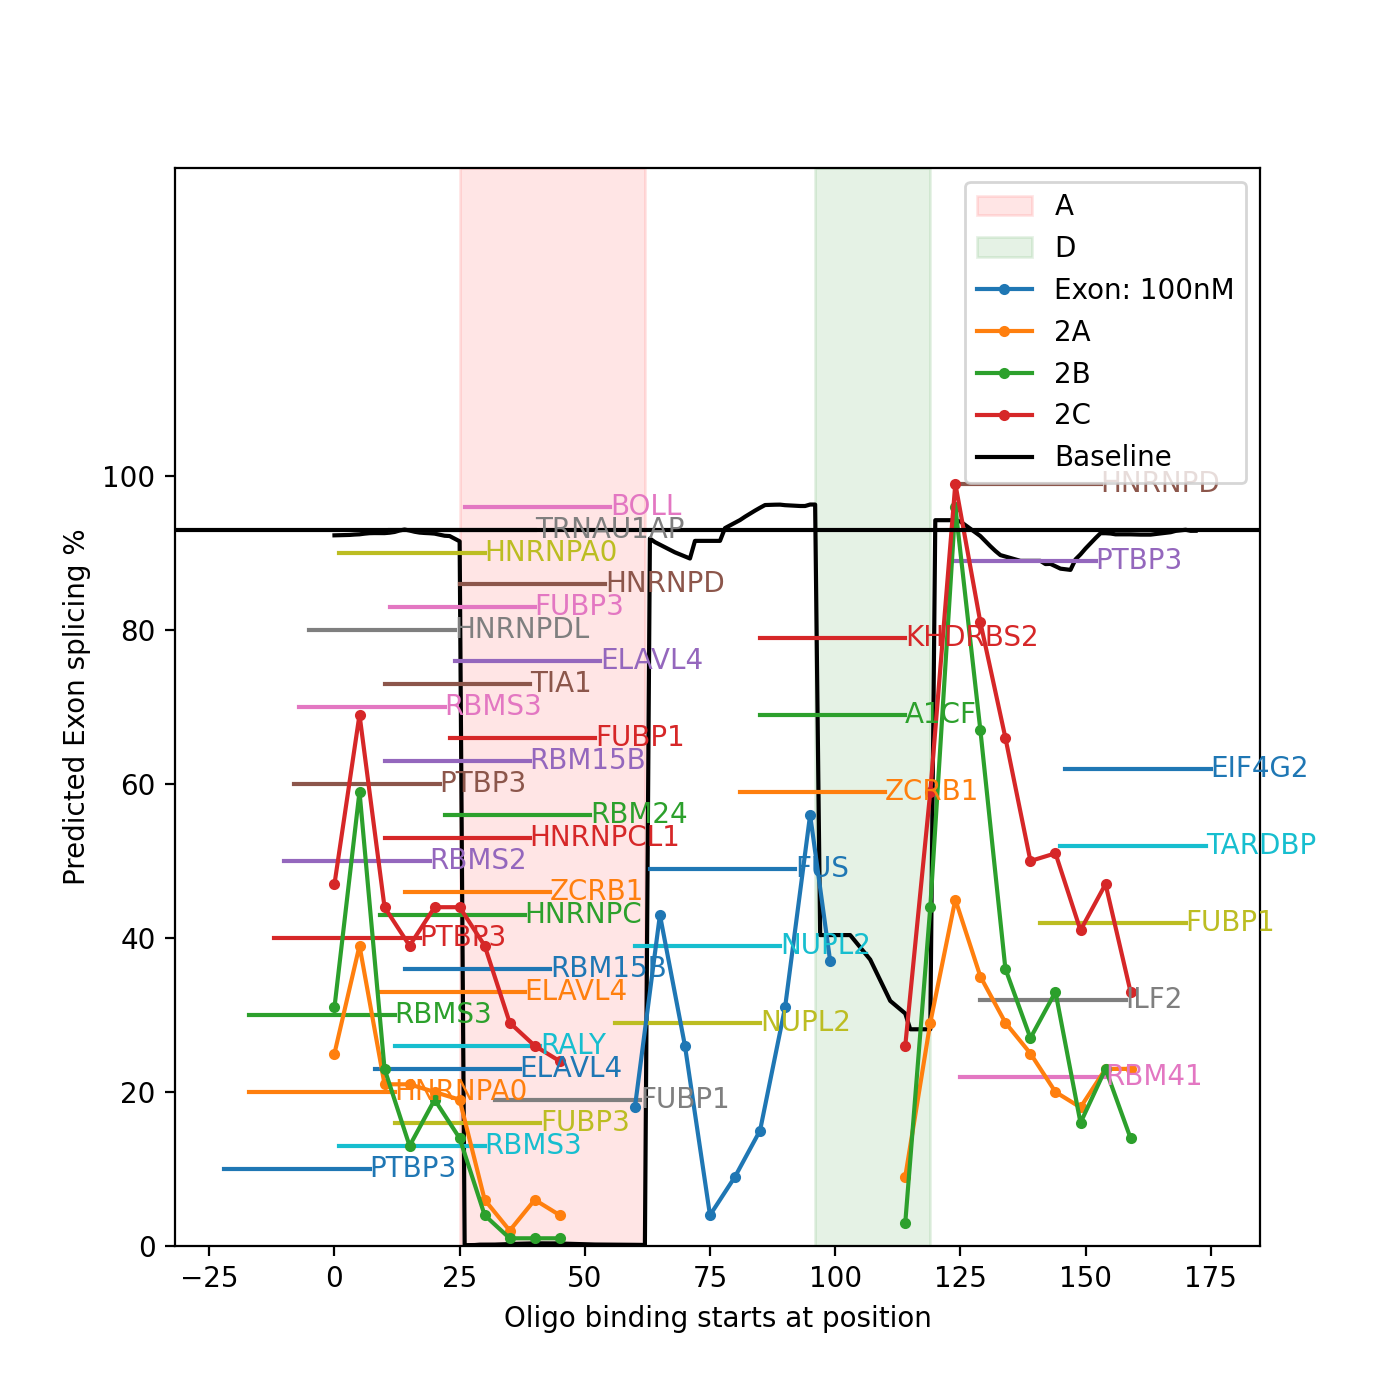 A
D
Exon: 100nM
2A
2B
2C
Baseline
HNRNPD
100
BOLL
TRNAU1AP
HNRNPA0
PTBP3
HNRNPD
FUBP3
80
HNRNPDL
KHDRBS2
ELAVL4
TIA1
RBMS3
A1CF
FUBP1
RBM15B
EIF4G2
60
PTBP3
ZCRB1
RBM24
HNRNPCL1
TARDBP
RBMS2
FUS
ZCRB1
HNRNPC
FUBP1
40
PTBP3
NUPL2
RBM15B
ELAVL4
ILF2
RBMS3
NUPL2
RALY
ELAVL4
RBM41
20
HNRNPA0
FUBP1
FUBP3
RBMS3
PTBP3
0
−25
0
25
50
75
100
125
150
175
Oligo binding starts at position
Predicted Exon splicing %